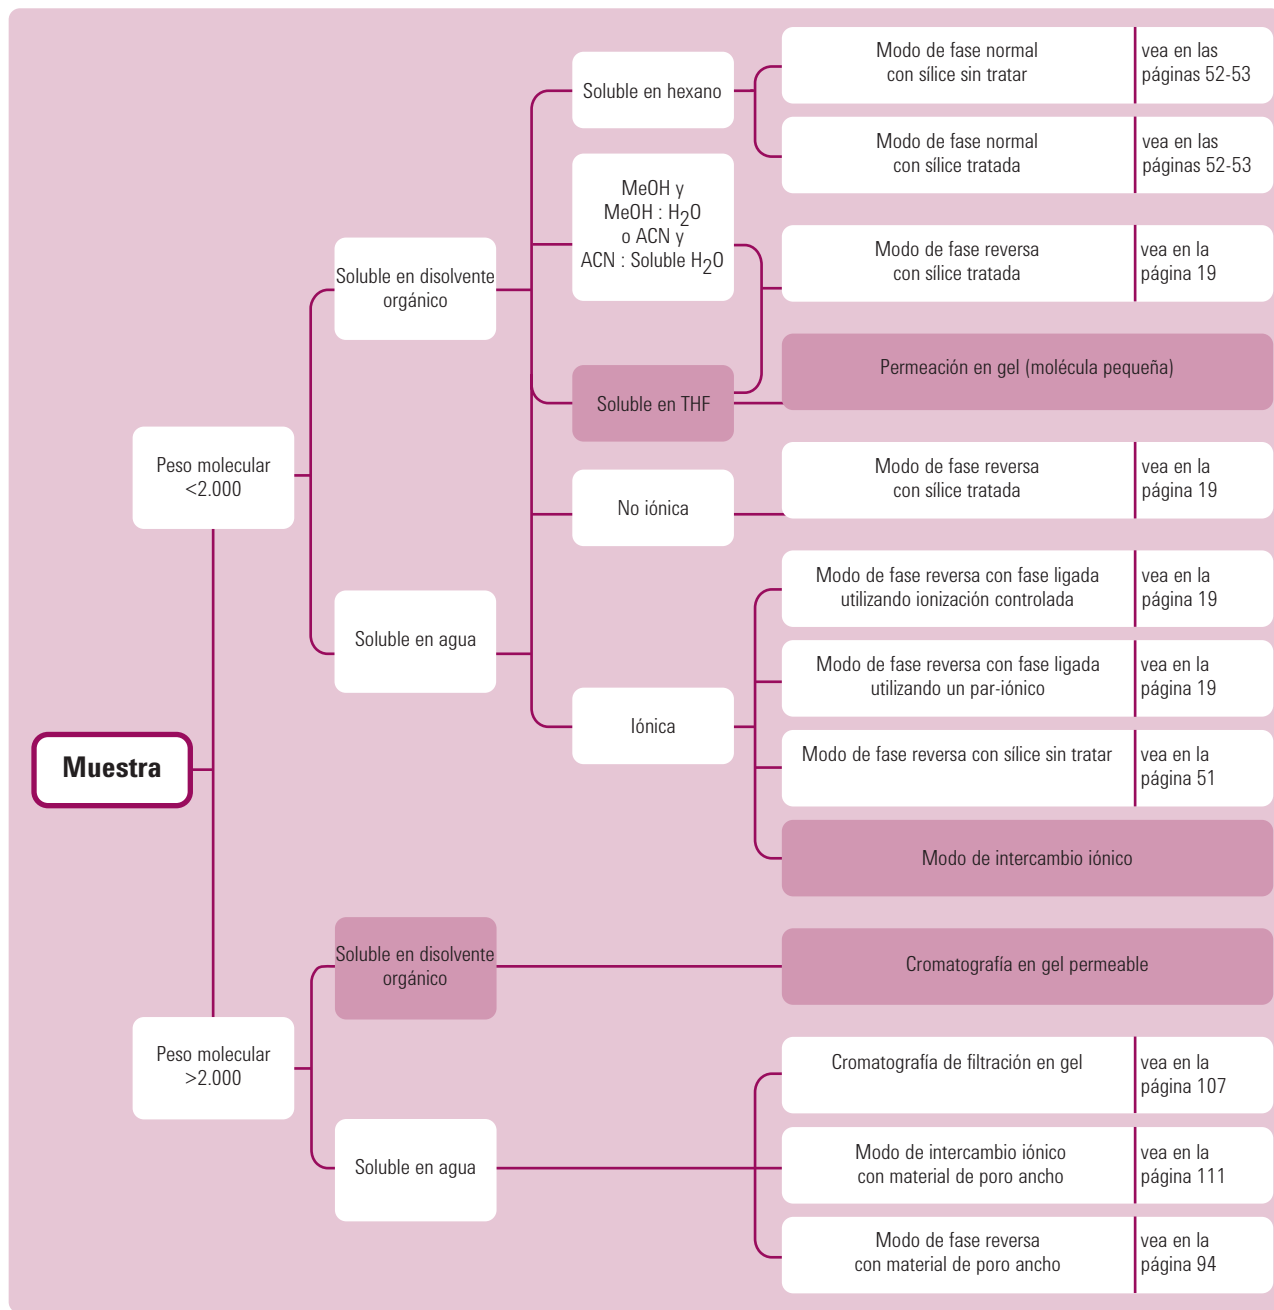 Muestra
Peso molecular
<2.000
Soluble en disolvente
orgánico
Soluble en hexano
Modo de fase normal
con sílice sin tratar
vea en las
páginas 52-53
Modo de fase normal
con sílice tratada
vea en las
páginas 52-53
MeOH y
MeOH : H2O
o ACN y
ACN : Soluble H2O
Modo de fase reversa
con sílice tratada
vea en la
página 19
Soluble en THF
Permeación en gel (molécula pequeña)
Soluble en agua
No iónica
Modo de fase reversa
con sílice tratada
vea en la
página 19
Iónica
Modo de fase reversa con fase ligada
utilizando ionización controlada
vea en la
página 19
Modo de fase reversa con fase ligada
utilizando un par-iónico
vea en la
página 19
Modo de fase reversa con sílice sin tratar
vea en la
página 51
Modo de intercambio iónico
Peso molecular
>2.000
Soluble en disolvente
orgánico
Cromatografía en gel permeable
Soluble en agua
Cromatografía de filtración en gel
vea en la
página 107
Modo de intercambio iónico
con material de poro ancho
vea en la
página 111
Modo de fase reversa
con material de poro ancho
vea en la
página 94